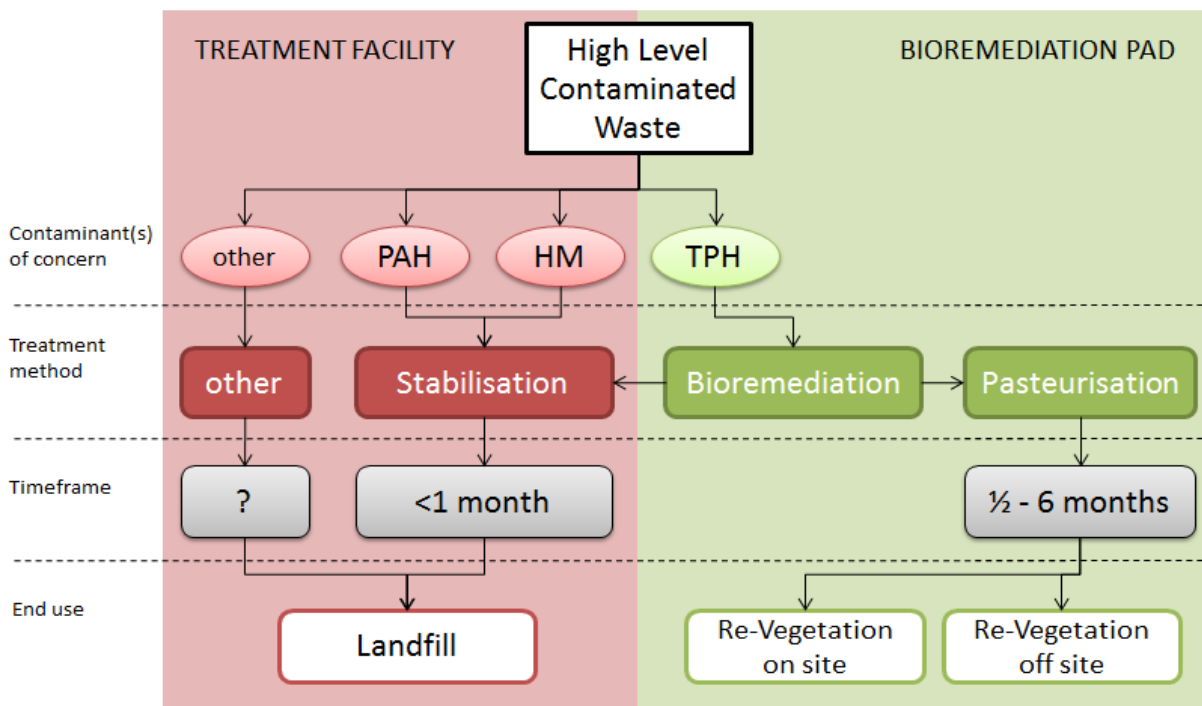 TREATMENT FACILITY
High Level
Contaminated
Waste
BIOREMEDIATION PAD
Contaminant(s)
of concern
other
PAH
HM
TPH
Treatment
method
other
Stabilisation
Bioremediation
Pasteurisation
Timeframe
?
<1 month
½ - 6 months
End use
Landfill
Re-Vegetation
on site
Re-Vegetation
off site